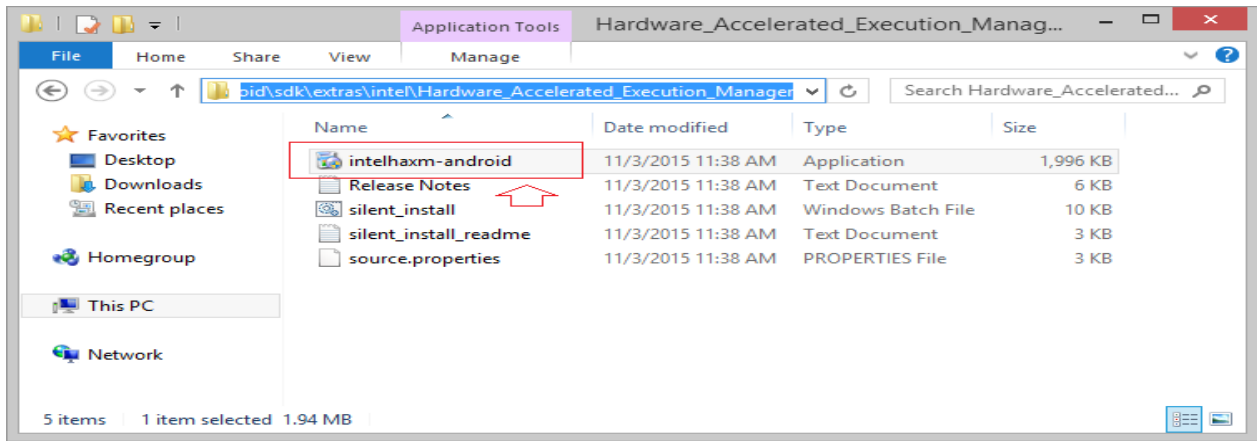 Application Tools Hardware_Accelerated_Execution_Manag...
File Home Share View Manage
oid\sdk\extras\intel\Hardware_Accelerated_Execution_Manager Search Hardware_Accelerated...
Name Date modified Type Size
Favorites
Desktop
Downloads
Recent places
Homegroup
This PC
Network
intelhaxm-android 11/3/2015 11:38 AM Application 1,996 KB
Release Notes 11/3/2015 11:38 AM Text Document 6 KB
silent_install 11/3/2015 11:38 AM Windows Batch File 10 KB
silent_install_readme 11/3/2015 11:38 AM Text Document 3 KB
source.properties 11/3/2015 11:38 AM PROPERTIES File 3 KB
5 items 1 item selected 1.94 MB